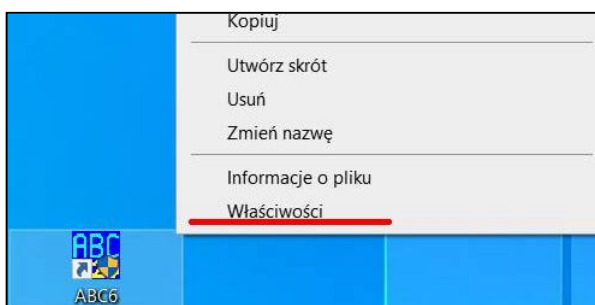 Kopiuj
Utwórz skrót
Usuń
Zmień nazwę
Informacje o pliku
Właściwości
ABC
ABC6